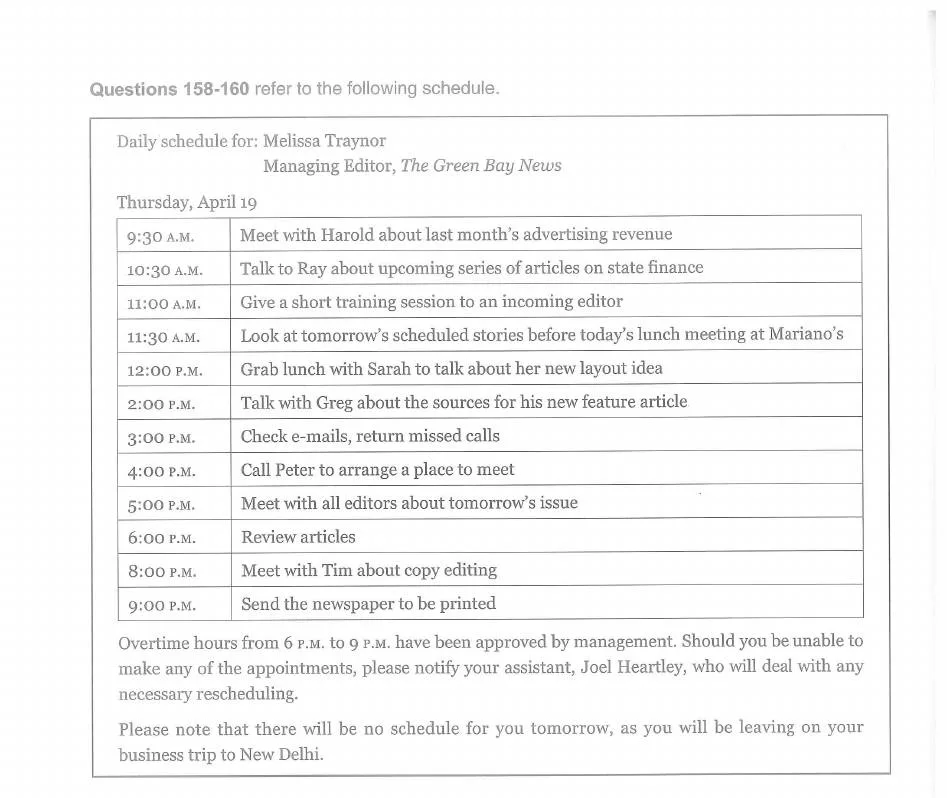 Questions 158-160 refer to the following schedule.
Daily schedule for: Melissa Traynor
Managing Editor, The Green Bay News
Thursday, April 19
9:30 A.M. Meet with Harold about last month's advertising revenue
10:30 A.M. Talk to Ray about upcoming series of articles on state finance
11:00 A.M. Give a short training session to an incoming editor
11:30 A.M. Look at tomorrow's scheduled stories before today's lunch meeting at Mariano's
12:00 P.M. Grab lunch with Sarah to talk about her new layout idea
2:00 P.M. Talk with Greg about the sources for his new feature article
3:00 P.M. Check e-mails, return missed calls
4:00 P.M. Call Peter to arrange a place to meet
5:00 P.M. Meet with all editors about tomorrow's issue
6:00 P.M. Review articles
8:00 P.M. Meet with Tim about copy editing
9:00 P.M. Send the newspaper to be printed
Overtime hours from 6 P.M. to 9 P.M. have been approved by management. Should you be unable to
make any of the appointments, please notify your assistant, Joel Heartley, who will deal with any
necessary rescheduling.
Please note that there will be no schedule for you tomorrow, as you will be leaving on your
business trip to New Delhi.